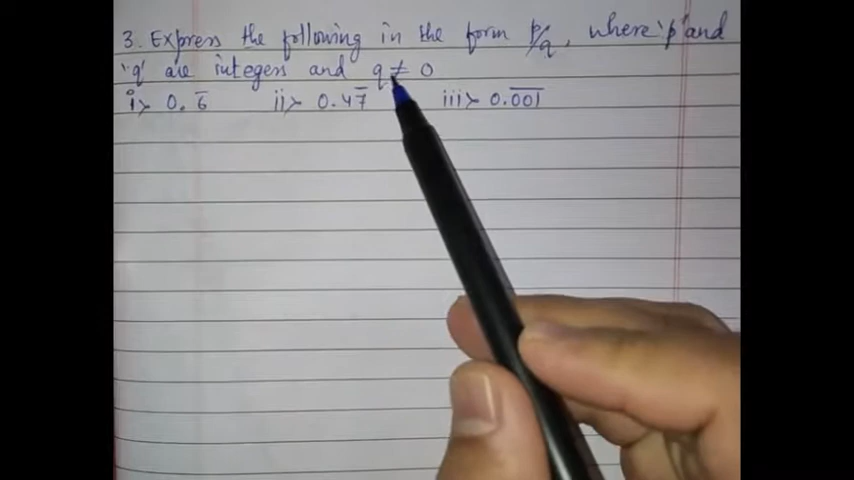 3. Express the following in the form p/q, where 'p' and
'q' are integers and q ≠ 0
i> 0.6̅ ii> 0.47̅ iii> 0.0̅0̅1̅